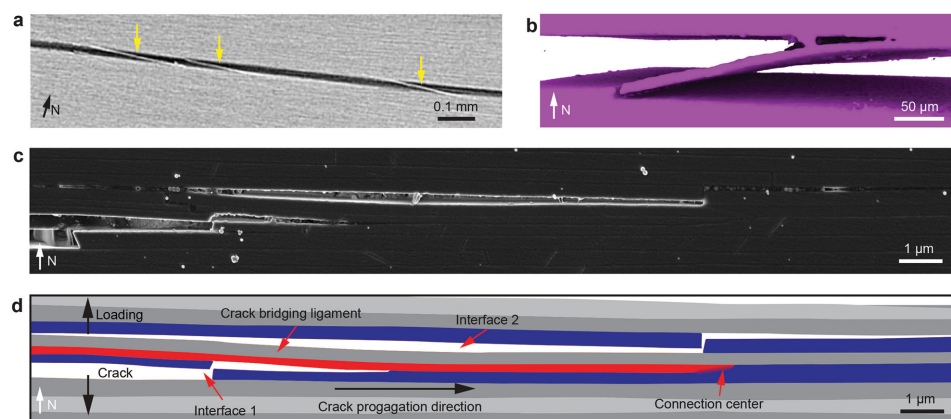 a
N
0.1 mm
b
N
50 µm
c
N
1 µm
d
Loading
Crack bridging ligament
Interface 2
Crack
N
Interface 1
Crack propagation direction
Connection center
1 µm